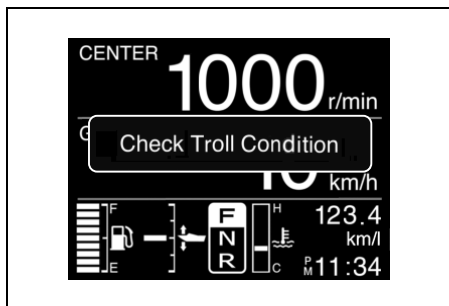 CENTER
1000 r/min
G
Check Troll Condition
km/h
F
E
F
N
R
H
C
123.4
km/l
PM 11:34